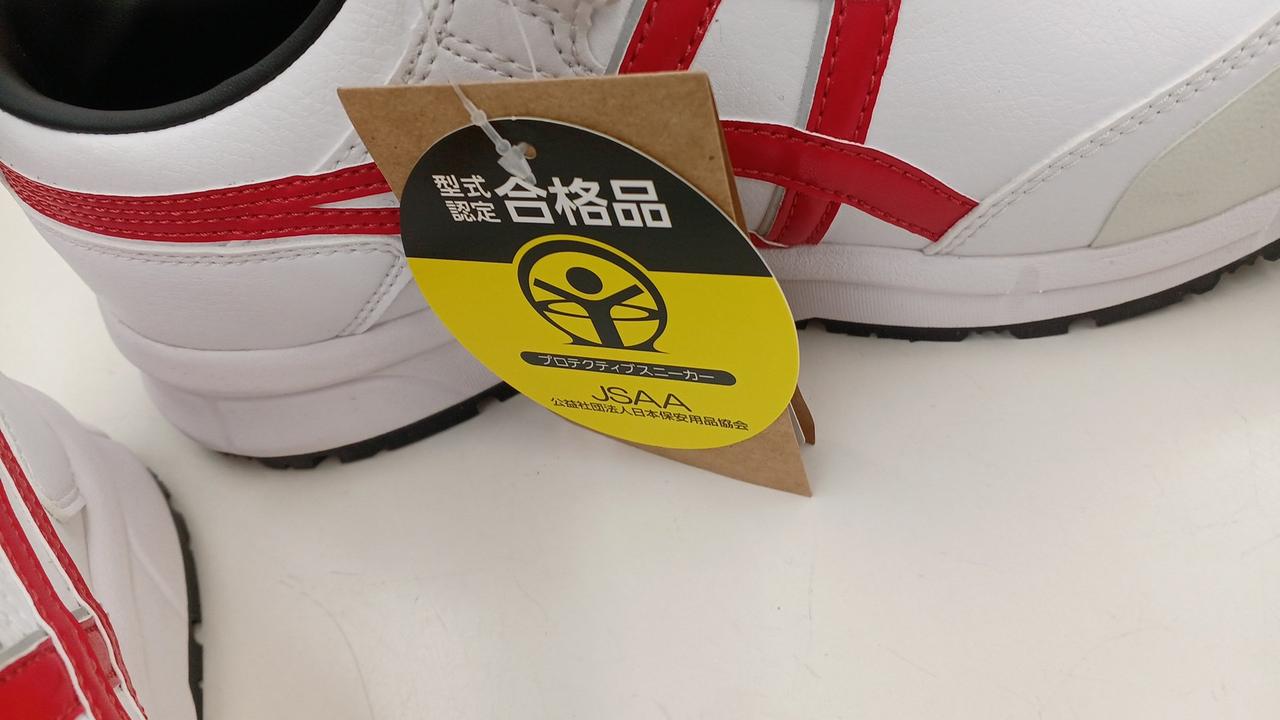 型式
認定
合格品
プロテクティブスニーカー
JSAA
公益社団法人日本保安用品協会